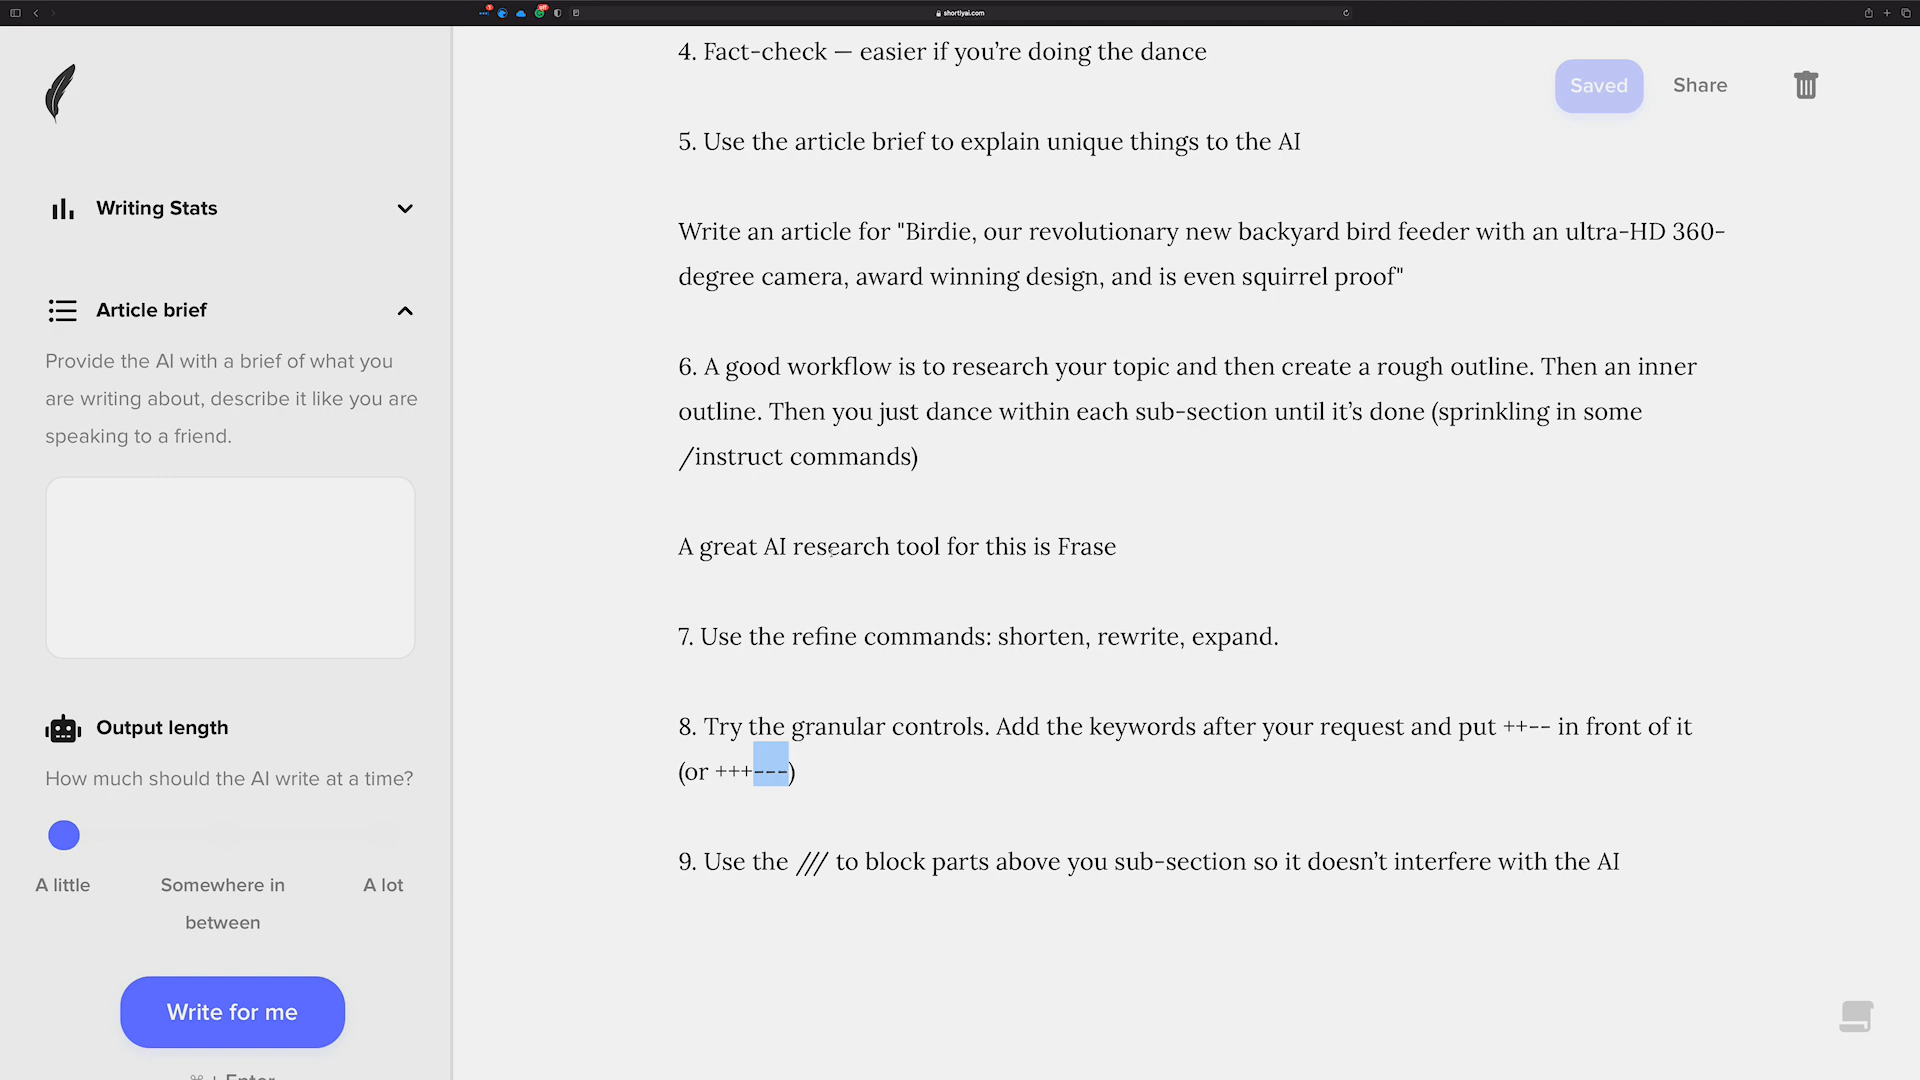 shortlyai.com
4. Fact-check — easier if you’re doing the dance
Saved
Share
5. Use the article brief to explain unique things to the AI
Writing Stats
Write an article for "Birdie, our revolutionary new backyard bird feeder with an ultra-HD 360-
degree camera, award winning design, and is even squirrel proof"
Article brief
Provide the AI with a brief of what you
are writing about, describe it like you are
speaking to a friend.
6. A good workflow is to research your topic and then create a rough outline. Then an inner
outline. Then you just dance within each sub-section until it’s done (sprinkling in some
/instruct commands)
A great AI research tool for this is Frase
7. Use the refine commands: shorten, rewrite, expand.
8. Try the granular controls. Add the keywords after your request and put ++-- in front of it
(or +++---)
9. Use the /// to block parts above you sub-section so it doesn’t interfere with the AI
Output length
How much should the AI write at a time?
A little
Somewhere in
between
A lot
Write for me
⌘ + Enter